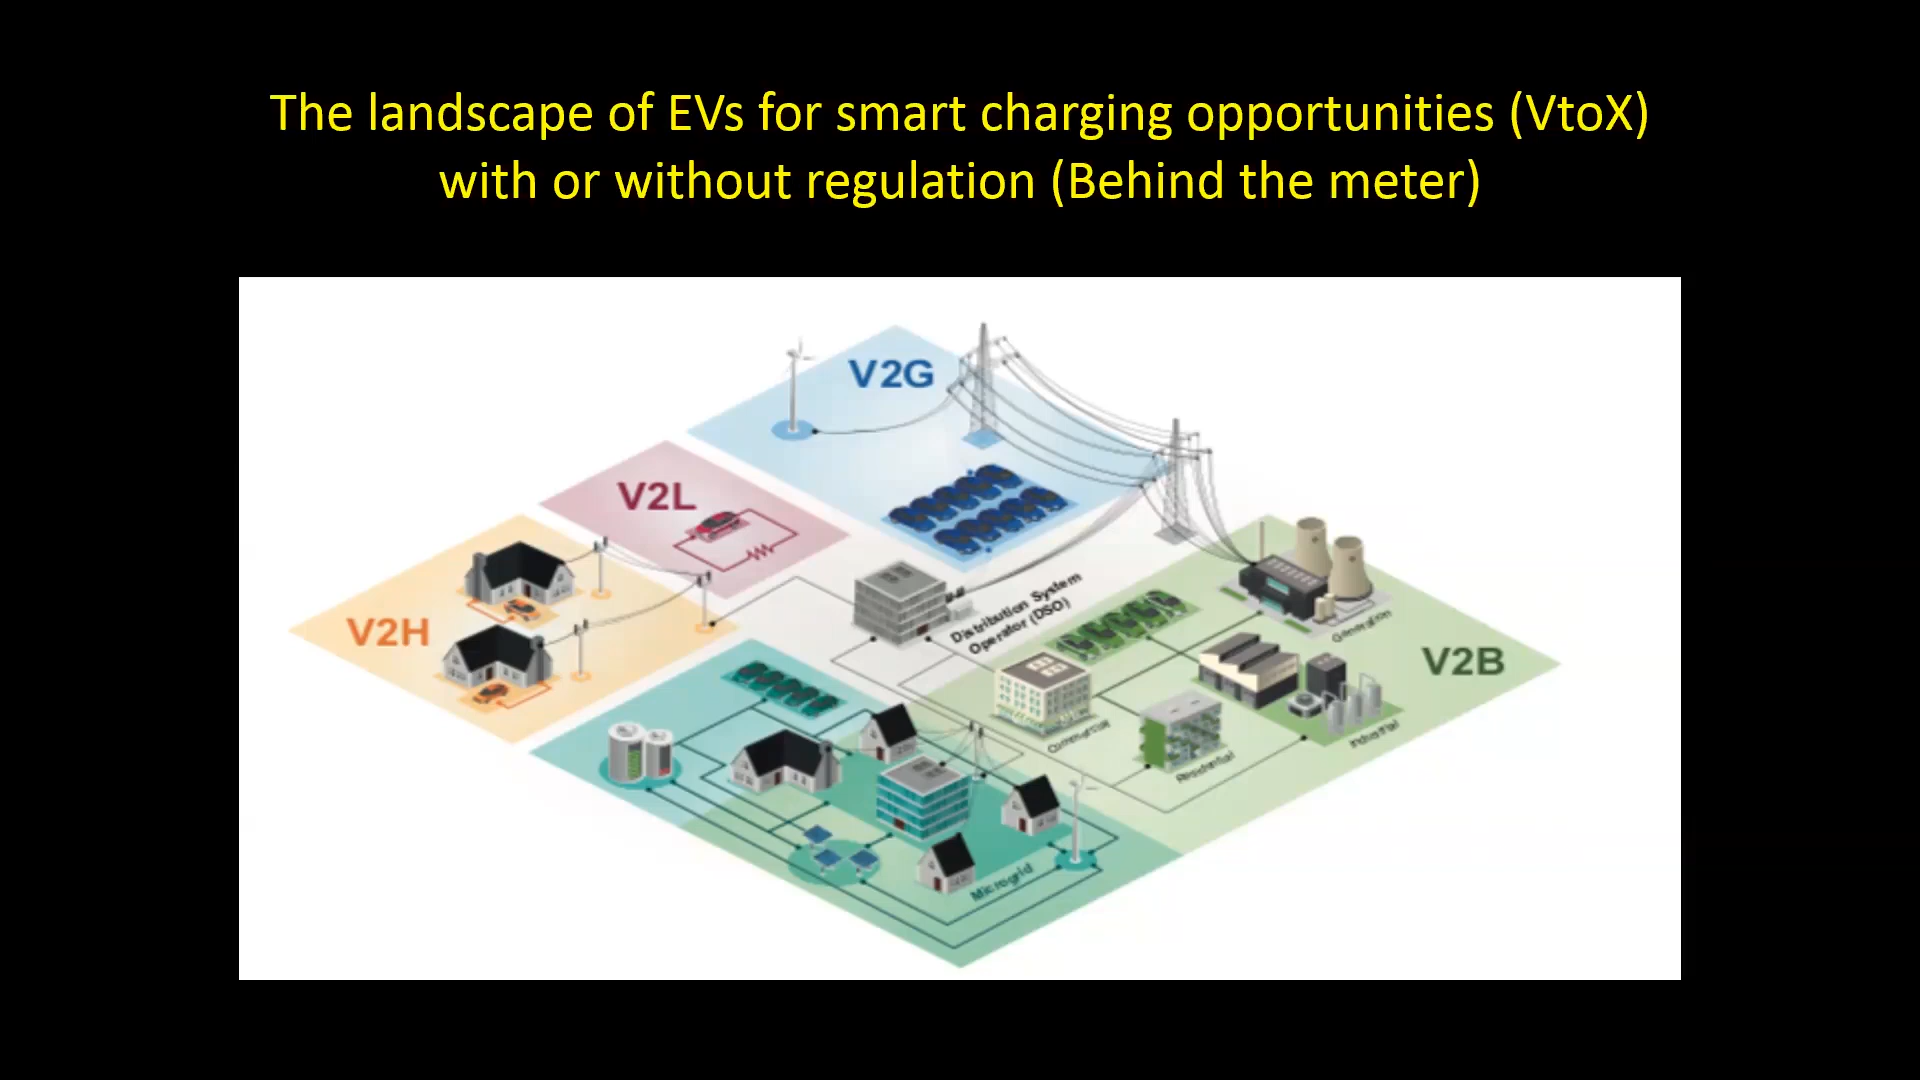 The landscape of EVs for smart charging opportunities (VtoX)
with or without regulation (Behind the meter)
V2G
V2L
V2H
Distribution System
Operator (DSO)
Generation
V2B
Commercial
Industrial
Residential
Microgrid